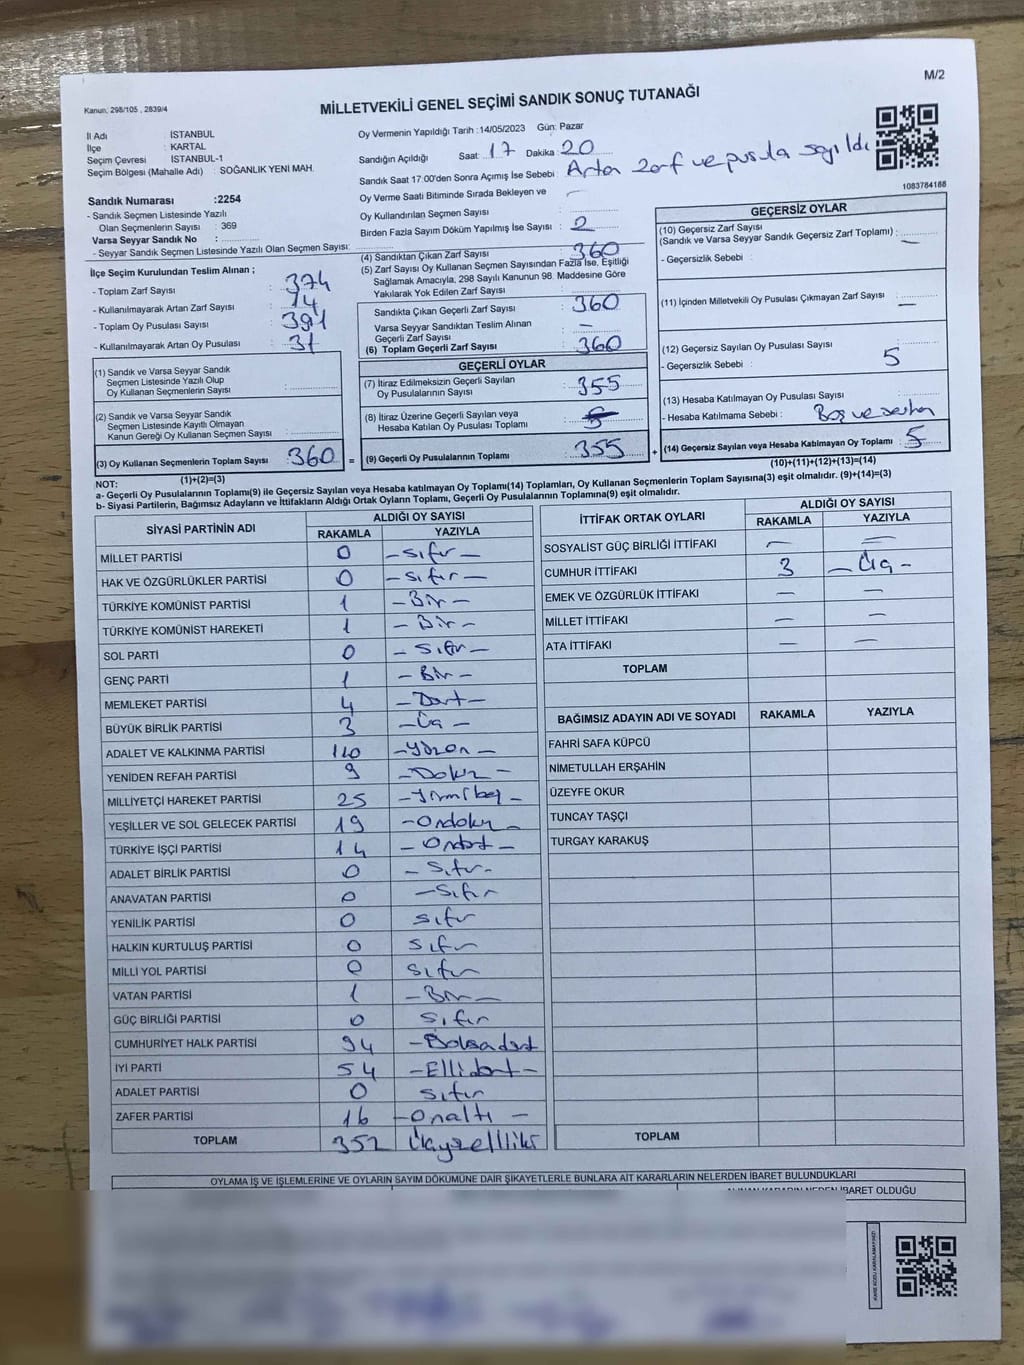 M/2
Kanun, 298/105 , 2839/4
MİLLETVEKİLİ GENEL SEÇİMİ SANDIK SONUÇ TUTANAĞI
İl Adı : İSTANBUL
İlçe : KARTAL
Seçim Çevresi : İSTANBUL-1
Seçim Bölgesi (Mahalle Adı) : SOĞANLIK YENİ MAH.
Oy Vermenin Yapıldığı Tarih :14/05/2023 Gün: Pazar
Sandığın Açıldığı Saat: 17 Dakika : 20
Sandık Saat 17:00'den Sonra Açımış İse Sebebi : Artan zarf ve pusula sayıldı
Oy Verme Saati Bitiminde Sırada Bekleyen ve
Oy Kullandırılan Seçmen Sayısı : —
Birden Fazla Sayım Döküm Yapılmış İse Sayısı : 2
1083784188
Sandık Numarası :2254
- Sandık Seçmen Listesinde Yazılı
Olan Seçmenlerin Sayısı : 369
Varsa Seyyar Sandık No :
- Seyyar Sandık Seçmen Listesinde Yazılı Olan Seçmen Sayısı:
İlçe Seçim Kurulundan Teslim Alınan ;
- Toplam Zarf Sayısı : 374
- Kullanılmayarak Artan Zarf Sayısı : 14
- Toplam Oy Pusulası Sayısı : 391
- Kullanılmayarak Artan Oy Pusulası : 31
(1) Sandık ve Varsa Seyyar Sandık
Seçmen Listesinde Yazılı Olup
Oy Kullanan Seçmenlerin Sayısı :
(2) Sandık ve Varsa Seyyar Sandık
Seçmen Listesinde Kayıtlı Olmayan
Kanun Gereği Oy Kullanan Seçmen Sayısı :
(3) Oy Kullanan Seçmenlerin Toplam Sayısı : 360 =
(1)+(2)=(3)
(4) Sandıktan Çıkan Zarf Sayısı : 360
(5) Zarf Sayısı Oy Kullanan Seçmen Sayısından Fazla İse, Eşitliği
Sağlamak Amacıyla, 298 Sayılı Kanunun 98. Maddesine Göre
Yakılarak Yok Edilen Zarf Sayısı :
Sandıkta Çıkan Geçerli Zarf Sayısı : 360
Varsa Seyyar Sandıktan Teslim Alınan
Geçerli Zarf Sayısı : —
(6) Toplam Geçerli Zarf Sayısı : 360
GEÇERLİ OYLAR
(7) İtiraz Edilmeksizin Geçerli Sayılan
Oy Pusulalarının Sayısı : 355
(8) İtiraz Üzerine Geçerli Sayılan veya
Hesaba Katılan Oy Pusulası Toplamı :
(9) Geçerli Oy Pusulalarının Toplamı : 355 +
GEÇERSİZ OYLAR
(10) Geçersiz Zarf Sayısı
(Sandık ve Varsa Seyyar Sandık Geçersiz Zarf Toplamı) : —
- Geçersizlik Sebebi :
(11) İçinden Milletvekili Oy Pusulası Çıkmayan Zarf Sayısı : —
(12) Geçersiz Sayılan Oy Pusulası Sayısı : 5
- Geçersizlik Sebebi :
(13) Hesaba Katılmayan Oy Pusulası Sayısı :
- Hesaba Katılmama Sebebi : Boş ve
(14) Geçersiz Sayılan veya Hesaba Katılmayan Oy Toplamı : 5
(10)+(11)+(12)+(13)=(14)
NOT:
a- Geçerli Oy Pusulalarının Toplamı(9) ile Geçersiz Sayılan veya Hesaba Katılmayan Oy Toplamı(14) Toplamları, Oy Kullanan Seçmenlerin Toplam Sayısına(3) eşit olmalıdır. (9)+(14)=(3)
b- Siyasi Partilerin, Bağımsız Adayların ve İttifakların Aldığı Ortak Oyların Toplamı, Geçerli Oy Pusulalarının Toplamına(9) eşit olmalıdır.
SİYASİ PARTİNİN ADI ALDIĞI OY SAYISI
RAKAMLA YAZIYLA
MİLLET PARTİSİ 0 -sıfır-
HAK VE ÖZGÜRLÜKLER PARTİSİ 0 -sıfır-
TÜRKİYE KOMÜNİST PARTİSİ 1 -Bir-
TÜRKİYE KOMÜNİST HAREKETİ 1 -Bir-
SOL PARTİ 0 -sıfır-
GENÇ PARTİ 1 -Bir-
MEMLEKET PARTİSİ 4 -Dört-
BÜYÜK BİRLİK PARTİSİ 3 -Üç-
ADALET VE KALKINMA PARTİSİ 110 -Yüzon-
YENİDEN REFAH PARTİSİ 9 -Dokuz-
MİLLİYETÇİ HAREKET PARTİSİ 25 -Yirmibeş-
YEŞİLLER VE SOL GELECEK PARTİSİ 19 -Ondokuz-
TÜRKİYE İŞÇİ PARTİSİ 14 -Ondört-
ADALET BİRLİK PARTİSİ 0 -Sıfır-
ANAVATAN PARTİSİ 0 -Sıfır
YENİLİK PARTİSİ 0 sıfır
HALKIN KURTULUŞ PARTİSİ 0 sıfır
MİLLİ YOL PARTİSİ 0 sıfır
VATAN PARTİSİ 1 -Bir-
GÜÇ BİRLİĞİ PARTİSİ 0 sıfır
CUMHURİYET HALK PARTİSİ 94 -Doksandört
İYİ PARTİ 54 -Ellidört-
ADALET PARTİSİ 0 sıfır
ZAFER PARTİSİ 16 -Onaltı-
TOPLAM 352 Üçyüzelliiki
İTTİFAK ORTAK OYLARI ALDIĞI OY SAYISI
RAKAMLA YAZIYLA
SOSYALİST GÜÇ BİRLİĞİ İTTİFAKI — —
CUMHUR İTTİFAKI 3 -Üç-
EMEK VE ÖZGÜRLÜK İTTİFAKI — —
MİLLET İTTİFAKI — —
ATA İTTİFAKI — —
TOPLAM
BAĞIMSIZ ADAYIN ADI VE SOYADI RAKAMLA YAZIYLA
FAHRİ SAFA KÜPCÜ
NİMETULLAH ERŞAHİN
ÜZEYFE OKUR
TUNCAY TAŞÇI
TURGAY KARAKUŞ
TOPLAM
OYLAMA İŞ VE İŞLEMLERİNE VE OYLARIN SAYIM DÖKÜMÜNE DAİR ŞİKAYETLERLE BUNLARA AİT KARARLARIN NELERDEN İBARET BULUNDUKLARI
ALINAN KARARIN NEDEN İBARET OLDUĞU